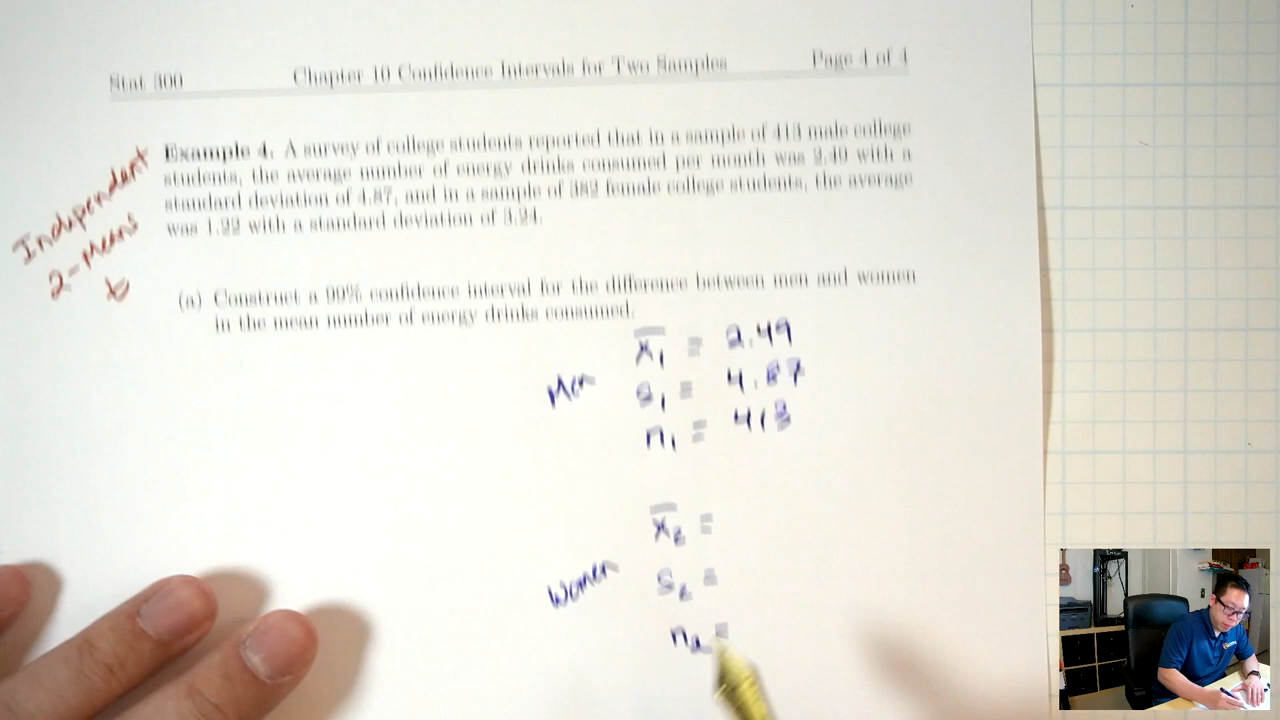 Stat 300 Chapter 10 Confidence Intervals for Two Samples Page 4 of 4
Example 4. A survey of college students reported that in a sample of 413 male college
students, the average number of energy drinks consumed per month was 2.49 with a
standard deviation of 4.87, and in a sample of 382 female college students, the average
was 1.22 with a standard deviation of 3.24.
Independent
2-Means
t
(a) Construct a 99% confidence interval for the difference between men and women
in the mean number of energy drinks consumed.
Men
x̄₁ = 2.49
s₁ = 4.87
n₁ = 413
Women
x̄₂ =
s₂ =
n₂ =